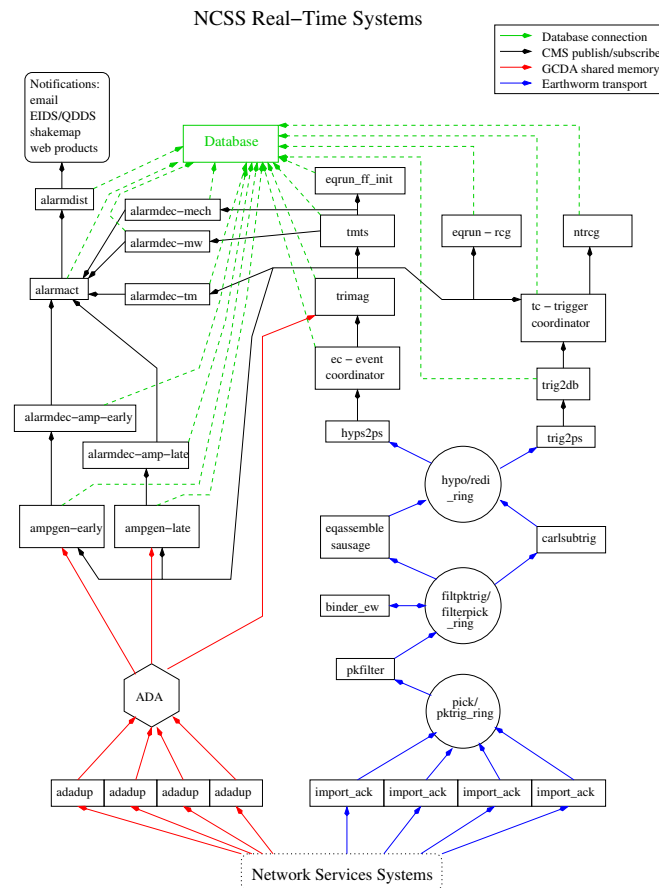 NCSS Real−Time Systems
Database connection
CMS publish/subscribe
GCDA shared memory
Earthworm transport
Notifications:
email
EIDS/QDDS
shakemap
web products
Database
alarmdist
alarmdec−mech
eqrun_ff_init
alarmdec−mw
tmts
eqrun − rcg
ntrcg
alarmact
alarmdec−tm
trimag
tc − trigger
coordinator
ec − event
coordinator
trig2db
alarmdec−amp−early
hyps2ps
trig2ps
alarmdec−amp−late
hypo/redi
_ring
ampgen−early
ampgen−late
eqassemble
sausage
carlsubtrig
binder_ew
filtpktrig/
filterpick
_ring
pkfilter
ADA
pick/
pktrig_ring
adadup
adadup
adadup
adadup
import_ack
import_ack
import_ack
import_ack
Network Services Systems